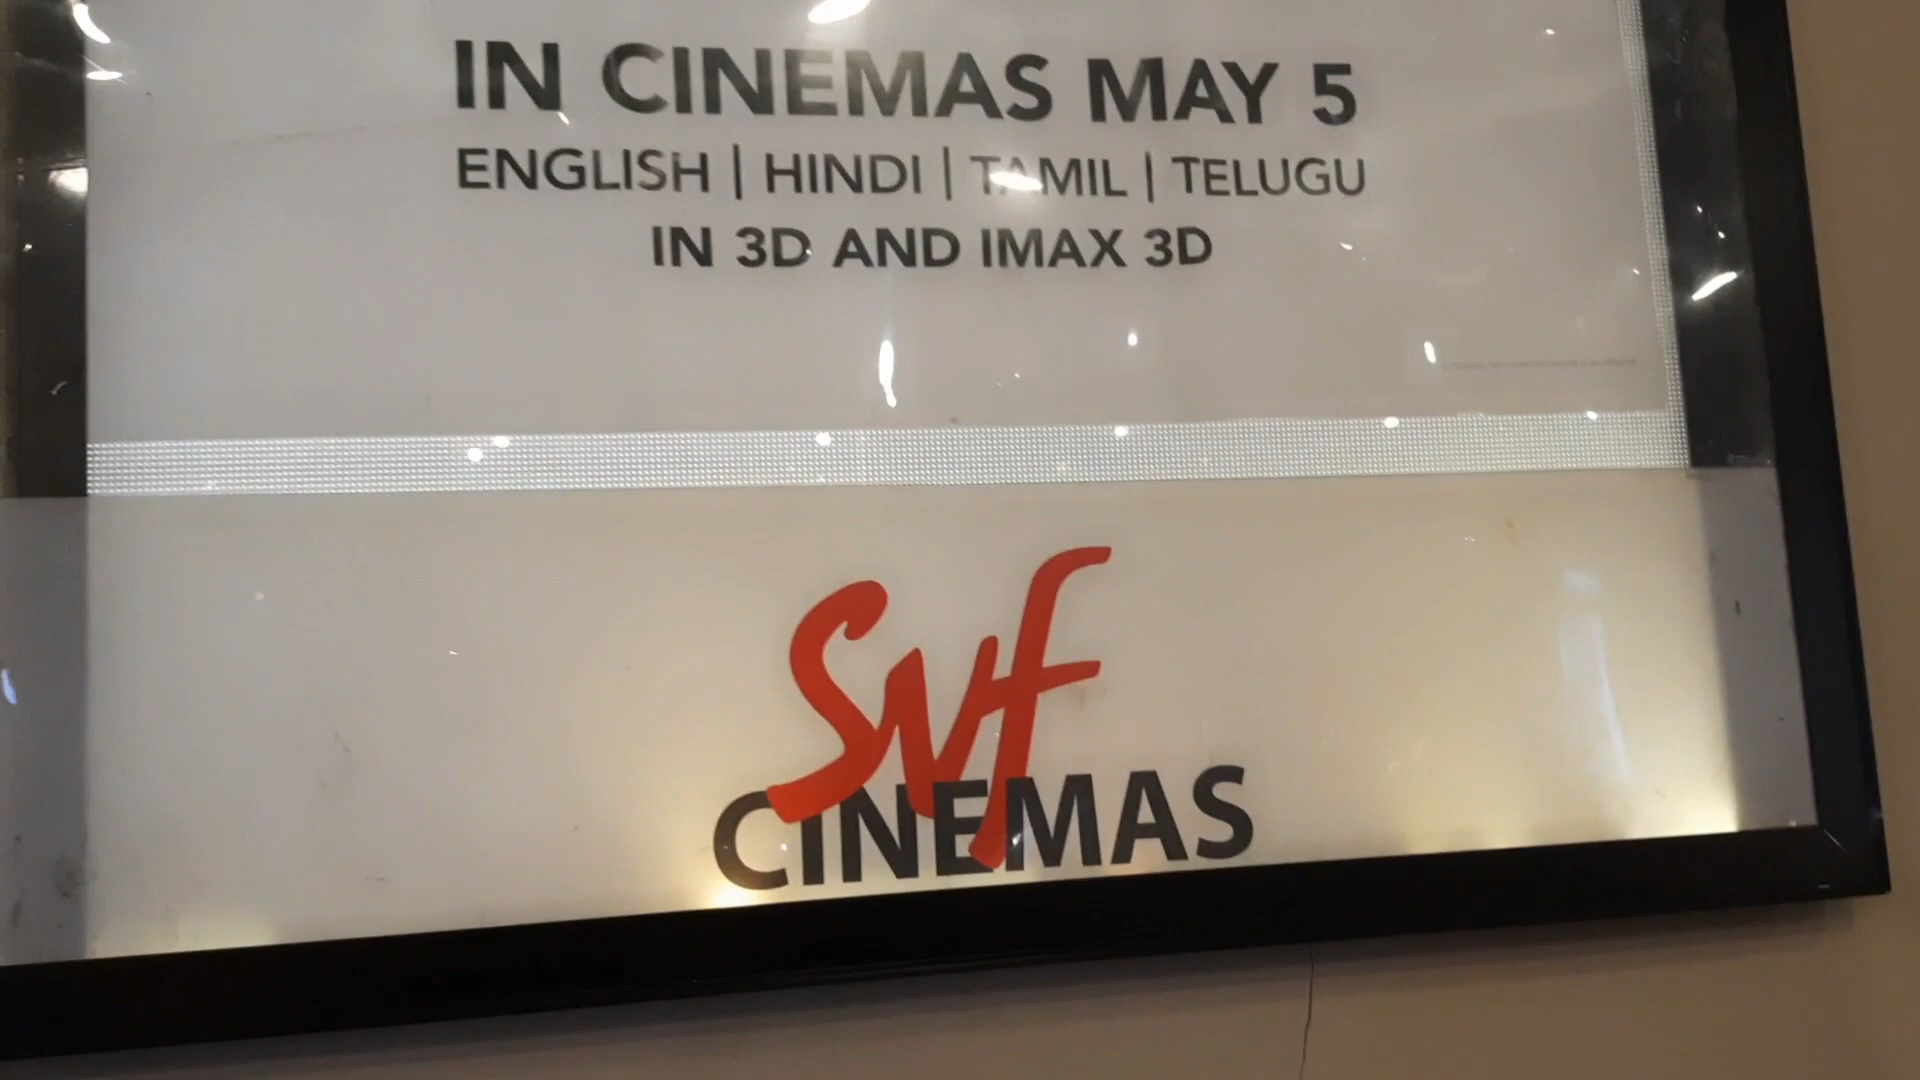 IN CINEMAS MAY 5
ENGLISH | HINDI | TAMIL | TELUGU
IN 3D AND IMAX 3D
Svf
CINEMAS